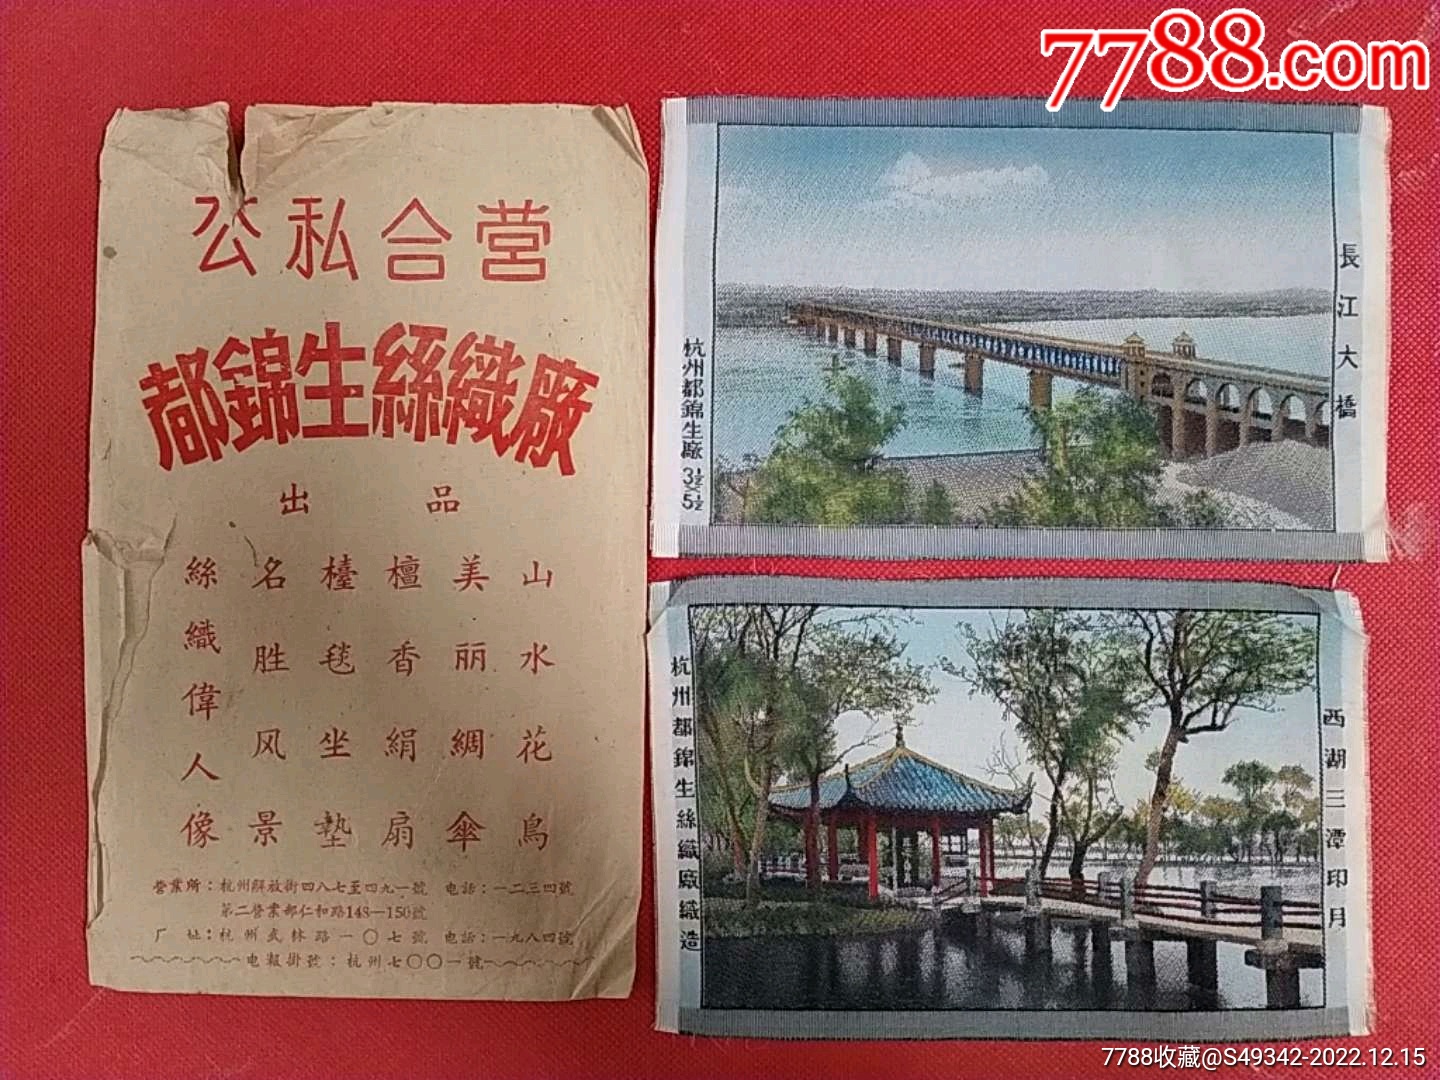 7788.com
公私合营
都錦生絲織廠
出品
山水花鳥
美丽綢傘
檀香絹扇
檯毯坐墊
名胜风景
絲織偉人像
營業所：杭州解放街四八七至四九一號 电話：一二三四號
第二營業部仁和路148—150號
厂址：杭州武林路一〇七號 电話：一九八四號
电報掛號：杭州七〇〇一號
長江大橋
杭州都錦生廠 3½×5½
西湖三潭印月
杭州都錦生絲織廠織造
7788收藏@S49342-2022.12.15